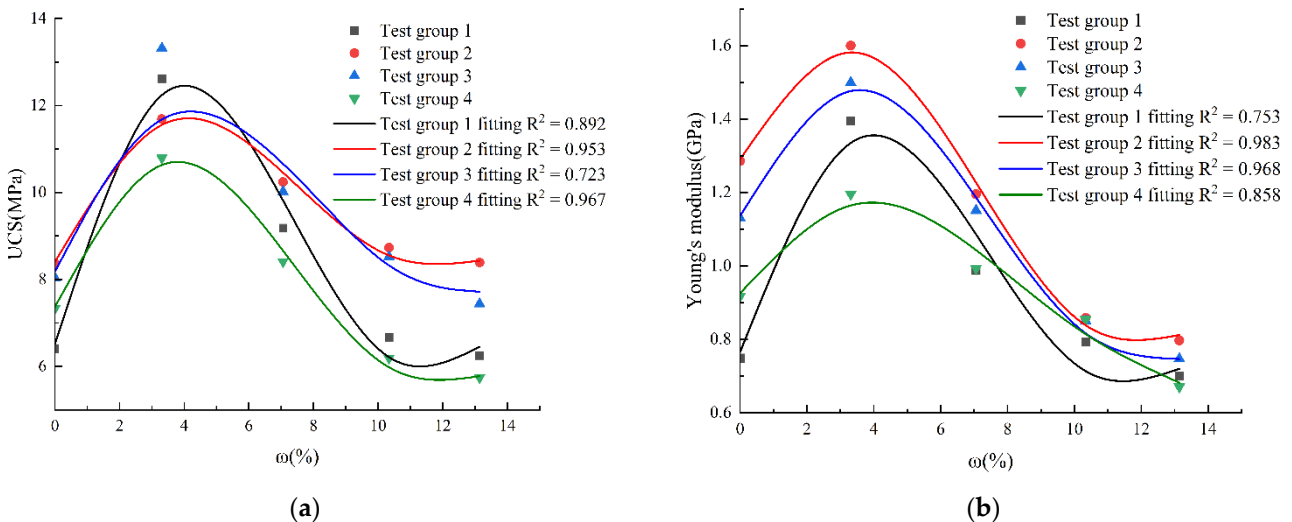 UCS(MPa)
18
16
14
12
10
8
6
0
2
4
6
8
10
12
14
ω(%)
Test group 1
Test group 2
Test group 3
Test group 4
Test group 1 fitting R² = 0.892
Test group 2 fitting R² = 0.953
Test group 3 fitting R² = 0.723
Test group 4 fitting R² = 0.967
(a)
Young's modulus(GPa)
1.6
1.4
1.2
1.0
0.8
0.6
0
2
4
6
8
10
12
14
ω(%)
Test group 1
Test group 2
Test group 3
Test group 4
Test group 1 fitting R² = 0.753
Test group 2 fitting R² = 0.983
Test group 3 fitting R² = 0.968
Test group 4 fitting R² = 0.858
(b)